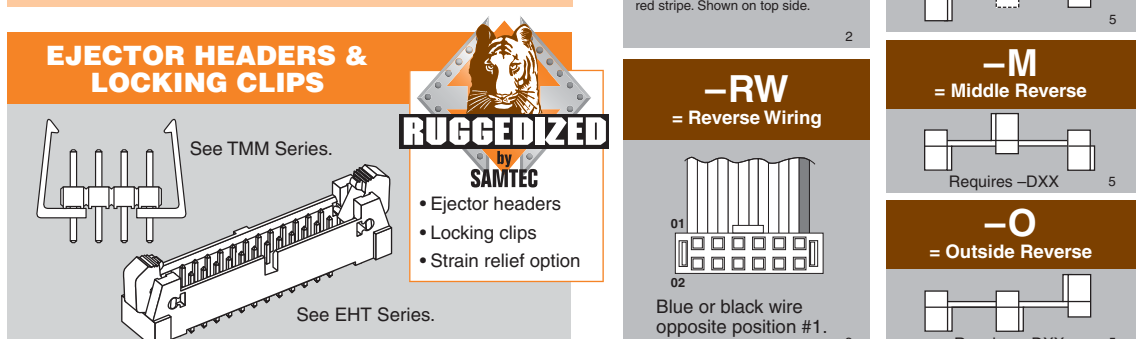 EJECTOR HEADERS &
LOCKING CLIPS
See TMM Series.
See EHT Series.
RUGGEDIZED
by
SAMTEC
• Ejector headers
• Locking clips
• Strain relief option
red stripe. Shown on top side.
2
–RW
= Reverse Wiring
01
02
Blue or black wire
opposite position #1.
5
–M
= Middle Reverse
Requires –DXX 5
–O
= Outside Reverse